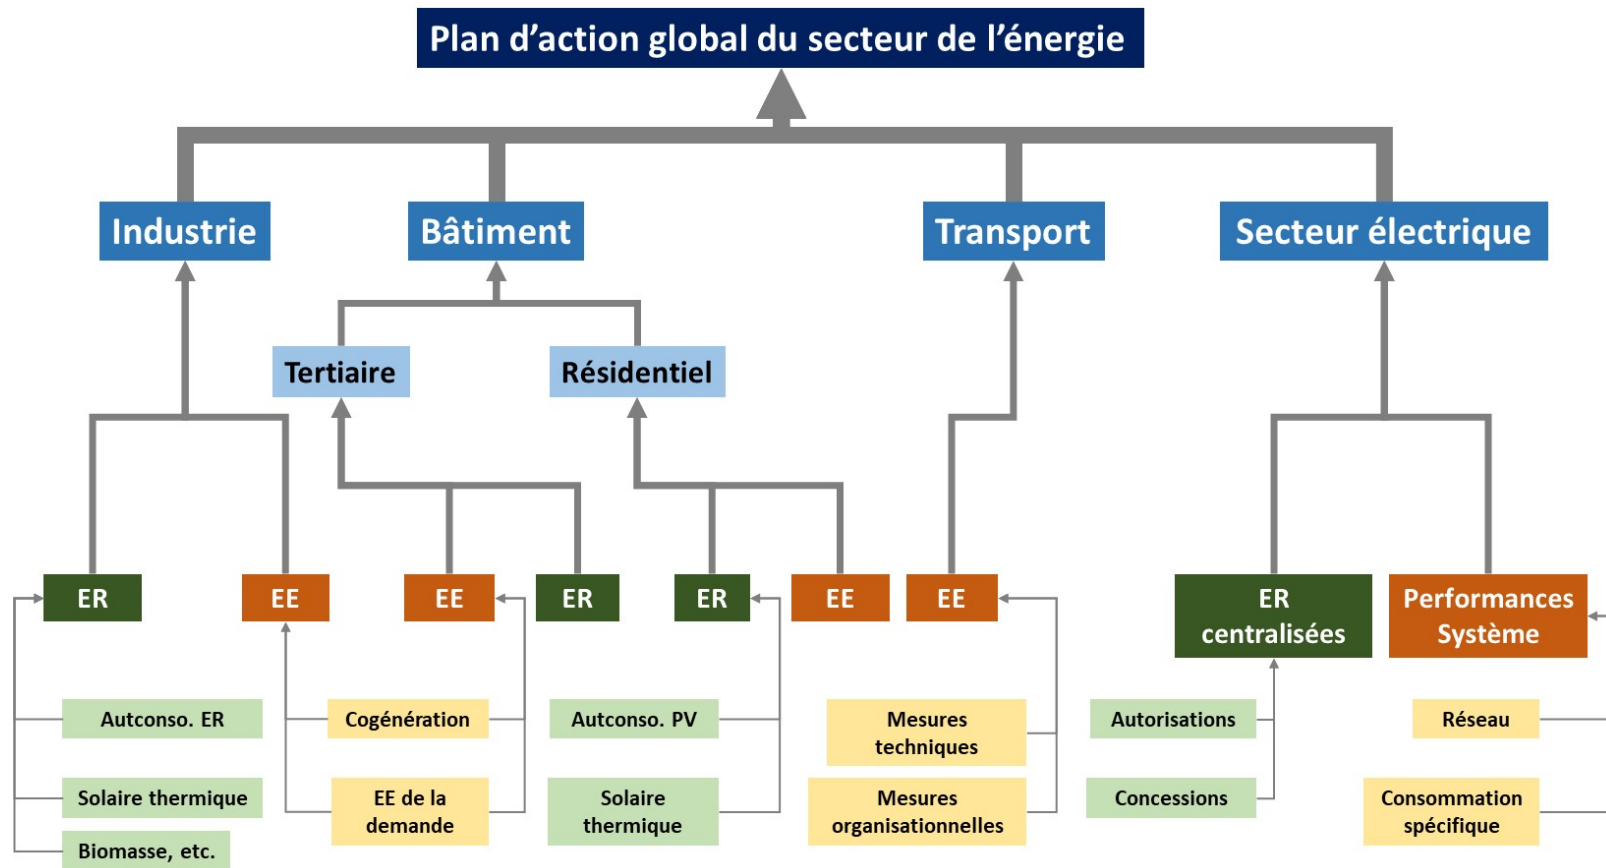 Plan d’action global du secteur de l’énergie
Industrie
Bâtiment
Transport
Secteur électrique
Tertiaire
Résidentiel
ER
EE
EE
ER
ER
EE
EE
ER
centralisées
Performances
Système
Autconso. ER
Cogénération
Autconso. PV
Mesures
techniques
Autorisations
Réseau
Solaire thermique
EE de la
demande
Solaire
thermique
Mesures
organisationnelles
Concessions
Consommation
spécifique
Biomasse, etc.